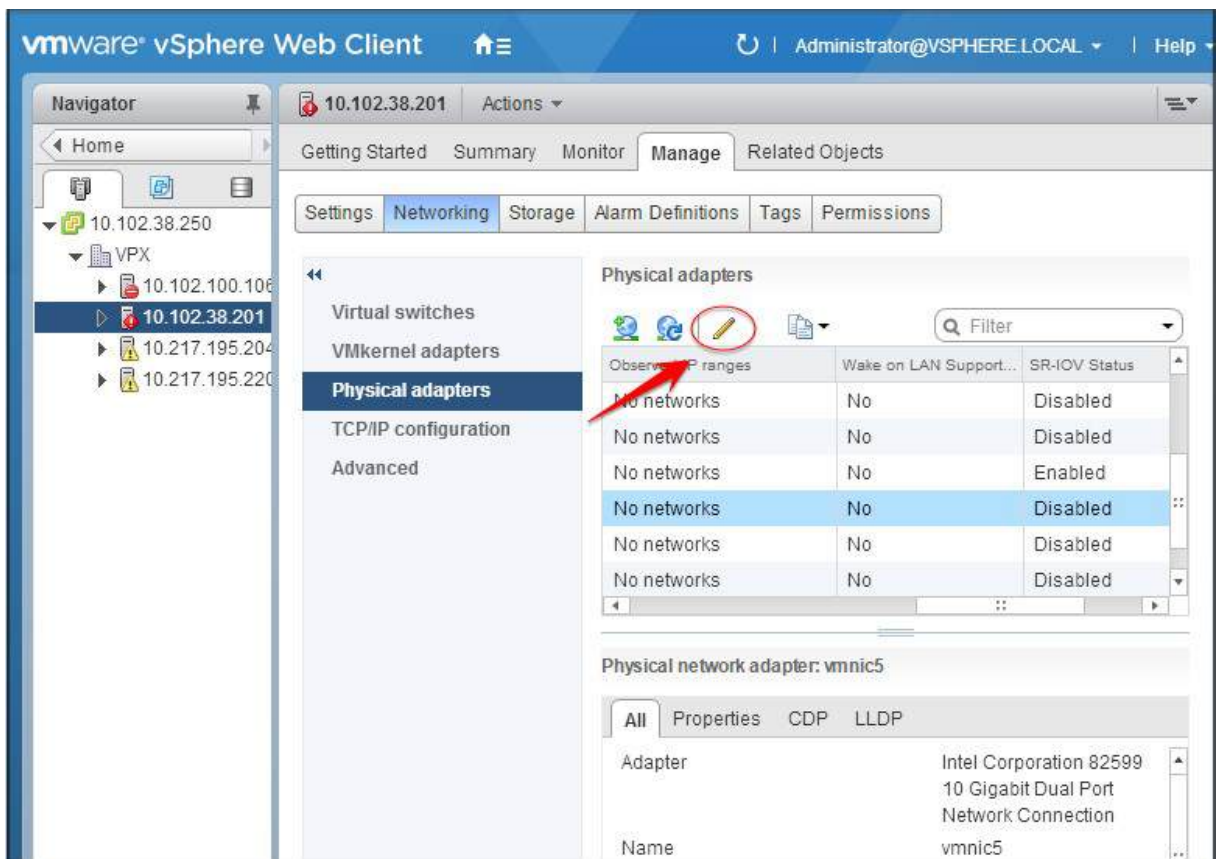 vmware® vSphere Web Client
Administrator@VSPHERE.LOCAL
Help
Navigator
Home
10.102.38.250
VPX
10.102.100.106
10.102.38.201
10.217.195.204
10.217.195.220
10.102.38.201 Actions
Getting Started Summary Monitor Manage Related Objects
Settings Networking Storage Alarm Definitions Tags Permissions
Virtual switches
VMkernel adapters
Physical adapters
TCP/IP configuration
Advanced
Physical adapters
Filter
ranges Wake on LAN Support... SR-IOV Status
No networks No Disabled
No networks No Disabled
No networks No Enabled
No networks No Disabled
No networks No Disabled
No networks No Disabled
Physical network adapter: vmnic5
All Properties CDP LLDP
Adapter Intel Corporation 82599
10 Gigabit Dual Port
Network Connection
Name vmnic5